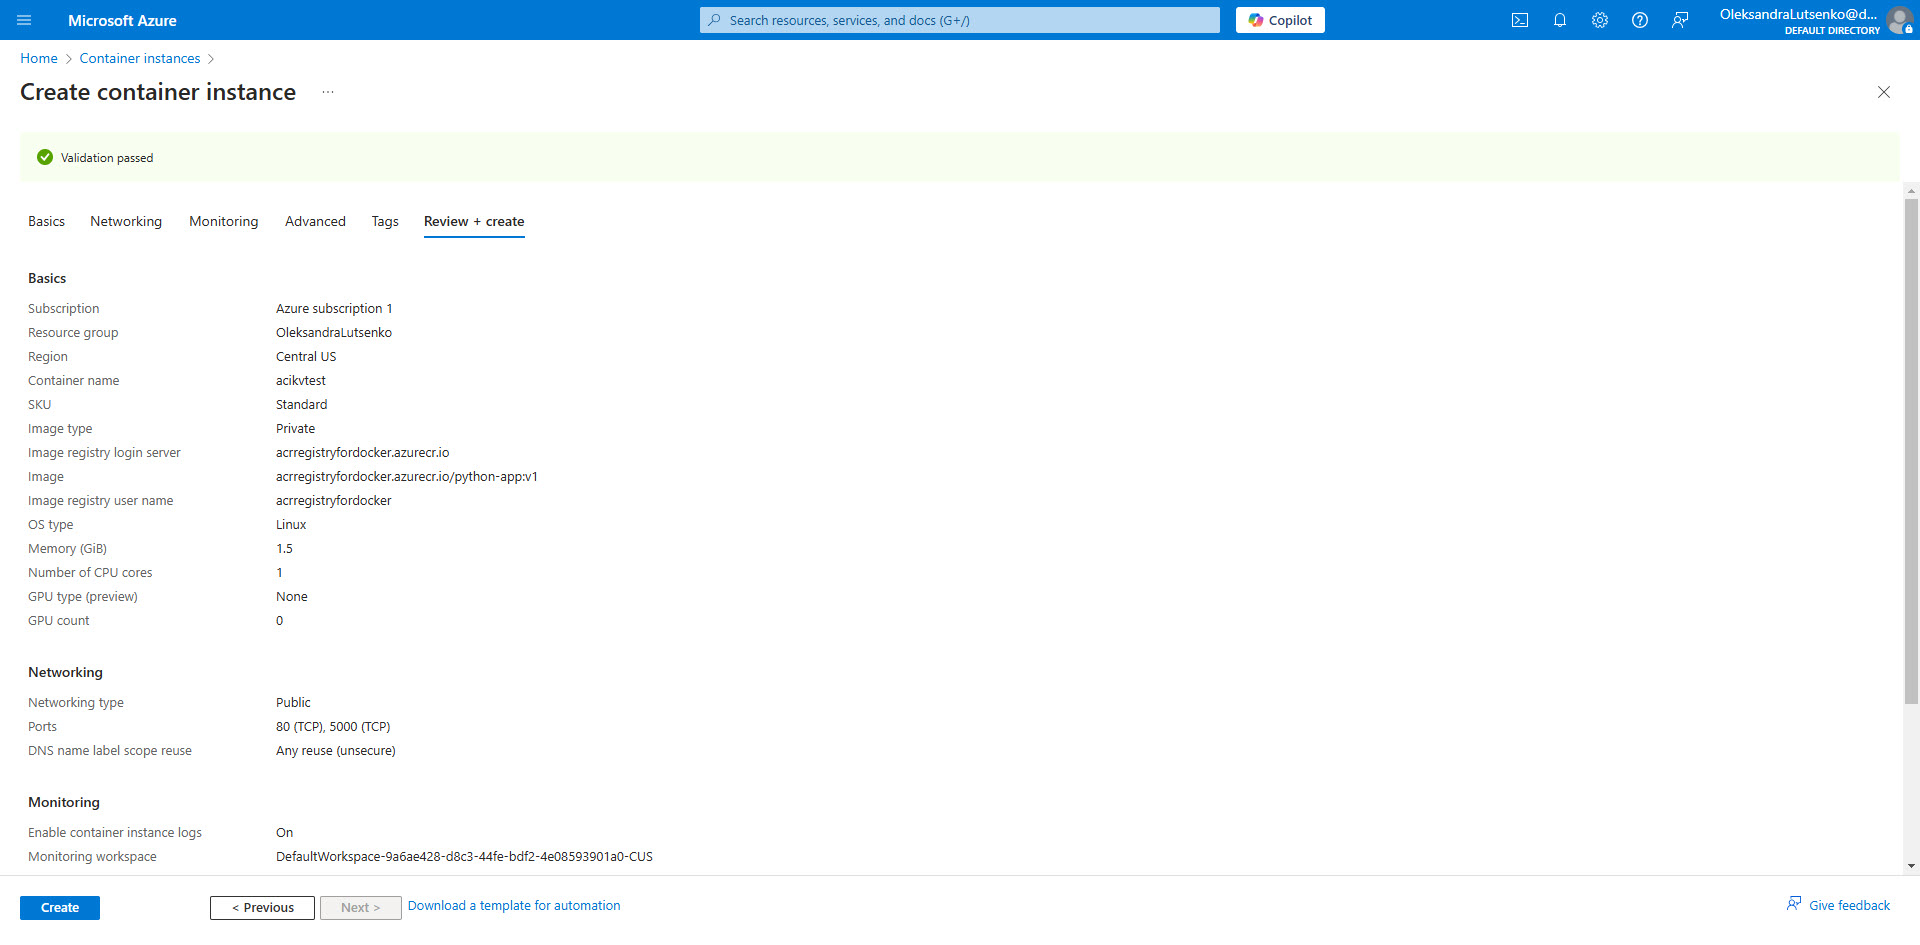 Microsoft Azure
Search resources, services, and docs (G+/)
Copilot
OleksandraLutsenko@d...
DEFAULT DIRECTORY
Home > Container instances >
Create container instance ...
Validation passed
Basics Networking Monitoring Advanced Tags Review + create
Basics
Subscription Azure subscription 1
Resource group OleksandraLutsenko
Region Central US
Container name acikvtest
SKU Standard
Image type Private
Image registry login server acrregistryfordocker.azurecr.io
Image acrregistryfordocker.azurecr.io/python-app:v1
Image registry user name acrregistryfordocker
OS type Linux
Memory (GiB) 1.5
Number of CPU cores 1
GPU type (preview) None
GPU count 0
Networking
Networking type Public
Ports 80 (TCP), 5000 (TCP)
DNS name label scope reuse Any reuse (unsecure)
Monitoring
Enable container instance logs On
Monitoring workspace DefaultWorkspace-9a6ae428-d8c3-44fe-bdf2-4e08593901a0-CUS
Create < Previous Next > Download a template for automation Give feedback